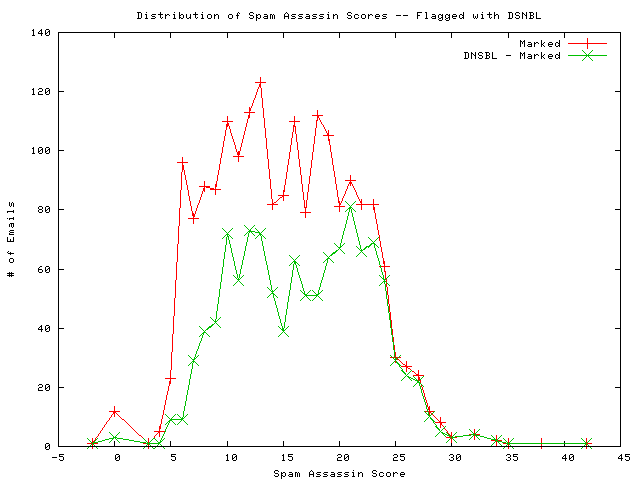 Distribution of Spam Assassin Scores -- Flagged with DSNBL
140
Marked
DNSBL - Marked
120
100
80
# of Emails
60
40
20
0
-5 0 5 10 15 20 25 30 35 40 45
Spam Assassin Score